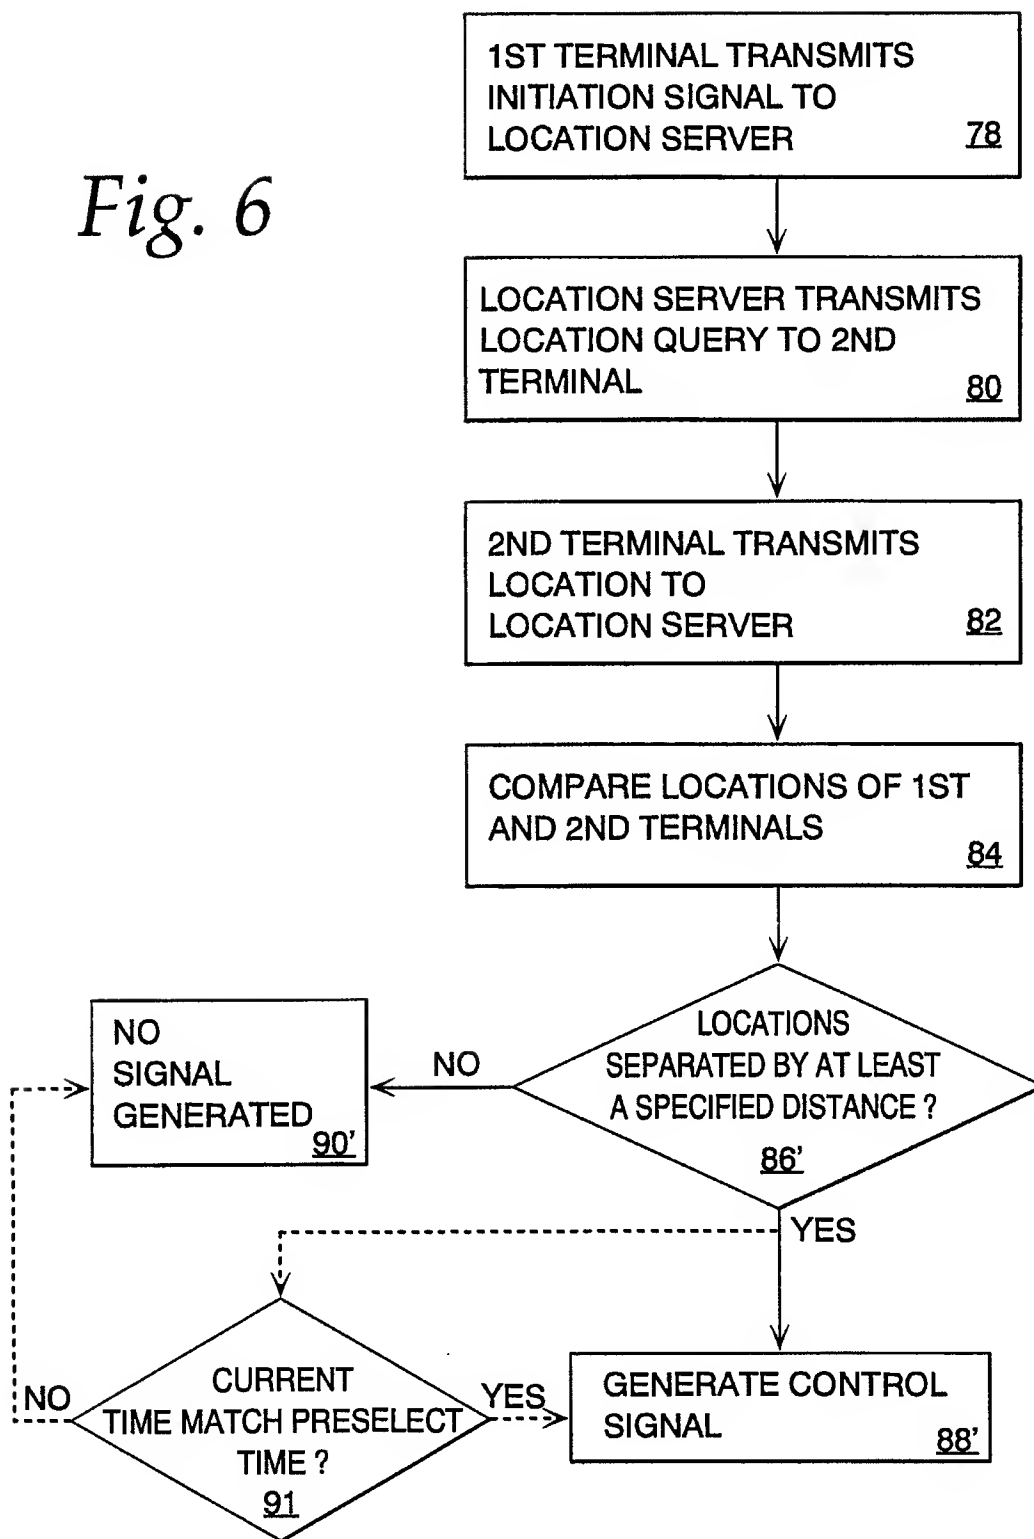 Fig. 6
1ST TERMINAL TRANSMITS
INITIATION SIGNAL TO
LOCATION SERVER
78
LOCATION SERVER TRANSMITS
LOCATION QUERY TO 2ND
TERMINAL
80
2ND TERMINAL TRANSMITS
LOCATION TO
LOCATION SERVER
82
COMPARE LOCATIONS OF 1ST
AND 2ND TERMINALS
84
LOCATIONS
SEPARATED BY AT LEAST
A SPECIFIED DISTANCE ?
86'
NO
NO
SIGNAL
GENERATED
90'
YES
CURRENT
TIME MATCH PRESELECT
TIME ?
91
NO
YES
GENERATE CONTROL
SIGNAL
88'